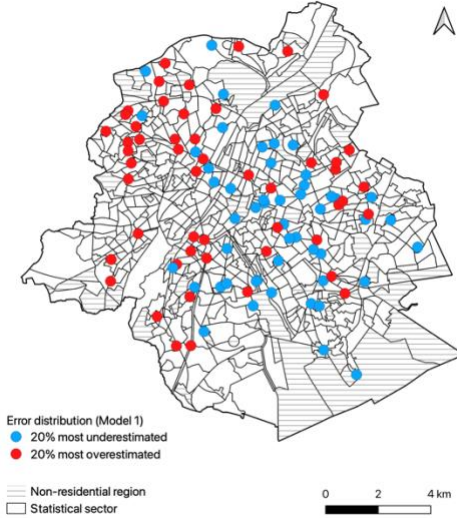 Error distribution (Model 1)
20% most underestimated
20% most overestimated
Non-residential region
Statistical sector
0 2 4 km